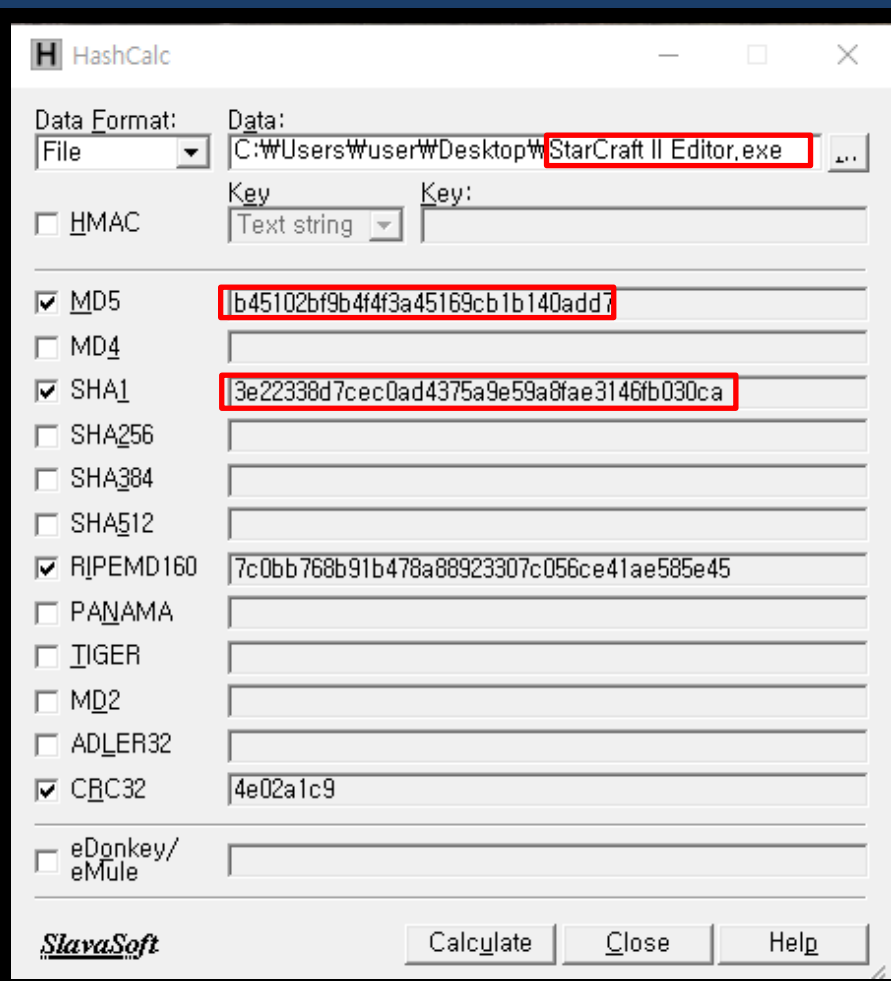 H HashCalc
Data Format:
Data:
File
C:₩Users₩user₩Desktop₩StarCraft II Editor.exe
...
HMAC
Key
Text string
Key:
MD5
b45102bf9b4f4f3a45169cb1b140add7
MD4
SHA1
3e22338d7cec0ad4375a9e59a8fae3146fb030ca
SHA256
SHA384
SHA512
RIPEMD160
7c0bb768b91b478a88923307c056ce41ae585e45
PANAMA
TIGER
MD2
ADLER32
CRC32
4e02a1c9
eDonkey/
eMule
SlavaSoft
Calculate
Close
Help